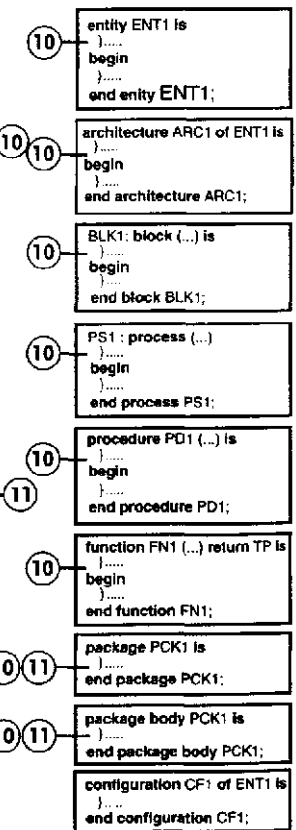 entity ENT1 is
10 }.....
begin
}.....
end enity ENT1;
architecture ARC1 of ENT1 is
10 10 }.....
begin
}.....
end architecture ARC1;
BLK1: block (...) is
10 }.....
begin
}.....
end block BLK1;
PS1 : process (...)
10 }.....
begin
}.....
end process PS1;
procedure PD1 (...) is
10 }.....
begin
11 }.....
end procedure PD1;
function FN1 (...) return TP is
10 }.....
begin
}.....
end function FN1;
package PCK1 is
0 11 }.....
end package PCK1;
package body PCK1 is
0 11 }.....
end package body PCK1;
configuration CF1 of ENT1 is
}.....
end configuration CF1;